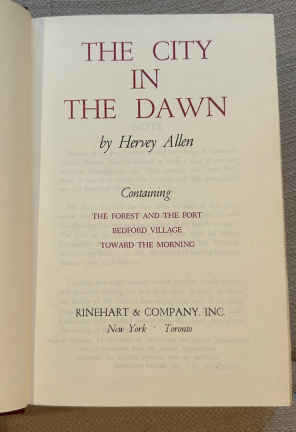 THE CITY
IN
THE DAWN
by Hervey Allen
Containing
THE FOREST AND THE FORT
BEDFORD VILLAGE
TOWARD THE MORNING
RINEHART & COMPANY, INC.
New York · Toronto